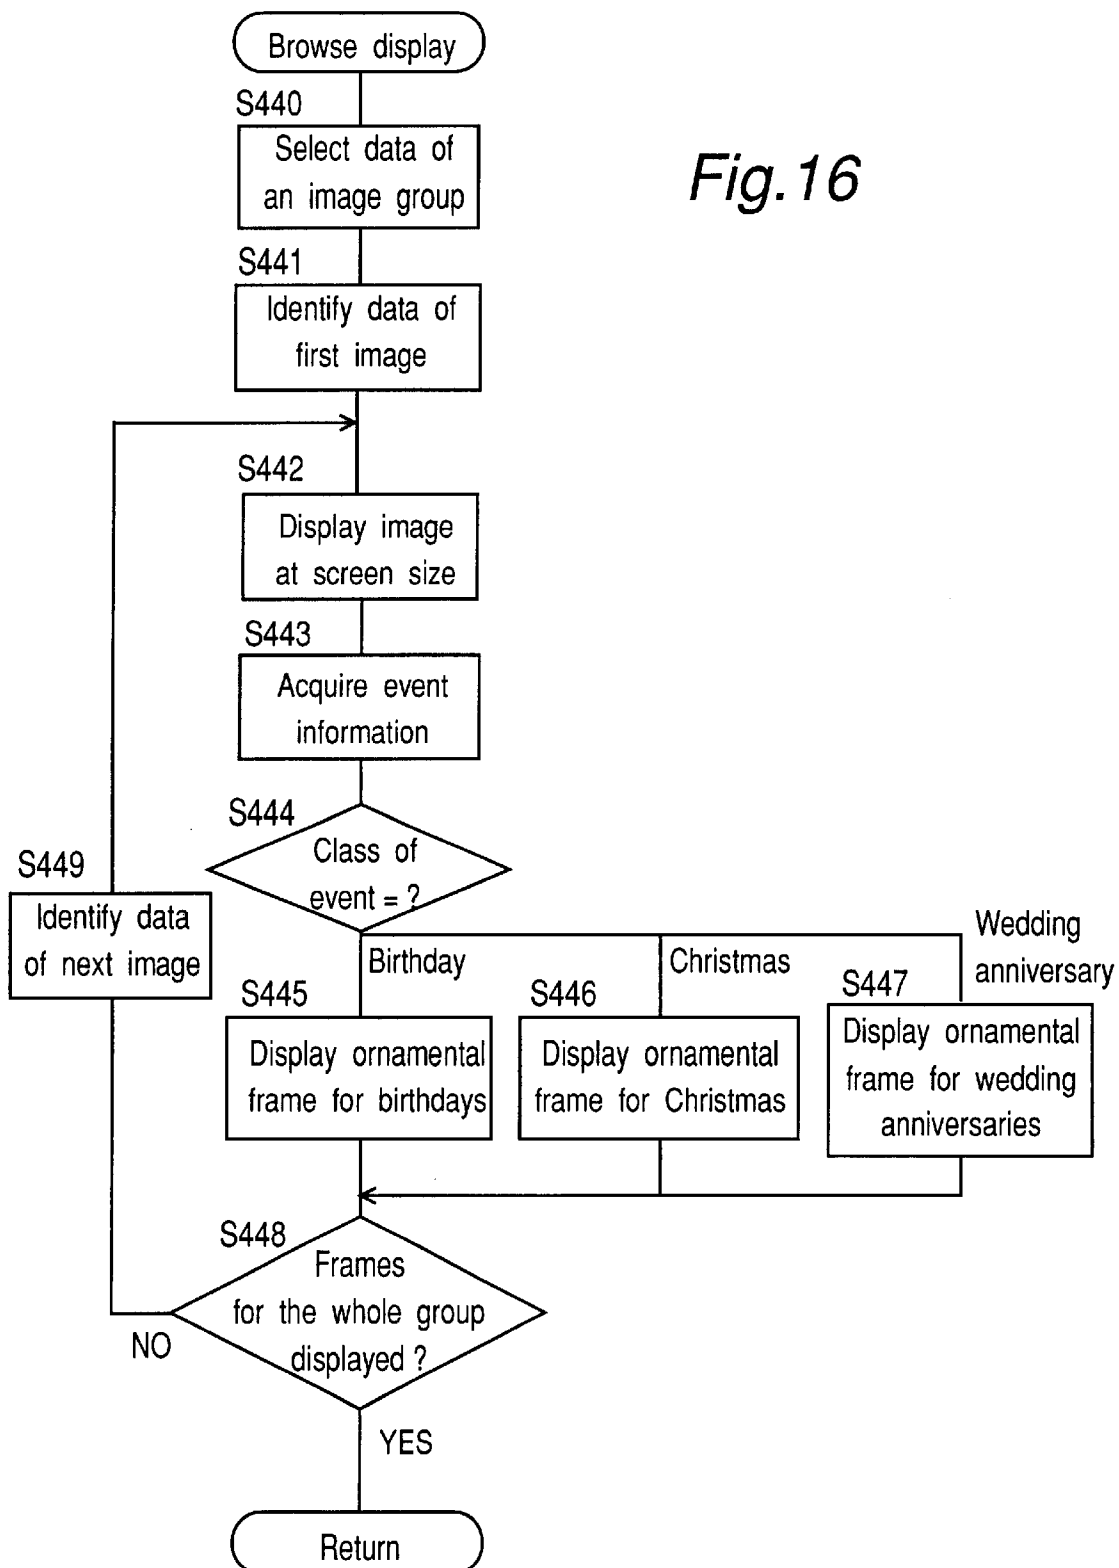 Browse display
Fig.16
S440
Select data of
an image group
S441
Identify data of
first image
S442
Display image
at screen size
S443
Acquire event
information
S444
Class of
event = ?
S449
Identify data
of next image
Birthday
Christmas
Wedding
anniversary
S445
Display ornamental
frame for birthdays
S446
Display ornamental
frame for Christmas
S447
Display ornamental
frame for wedding
anniversaries
S448
Frames
for the whole group
displayed ?
NO
YES
Return